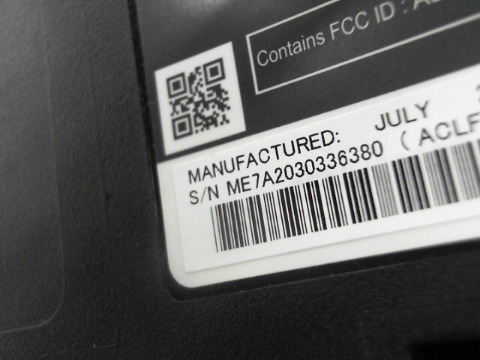 Contains FCC ID : A
MANUFACTURED: JULY
S/N ME7A2030336380 (ACLF